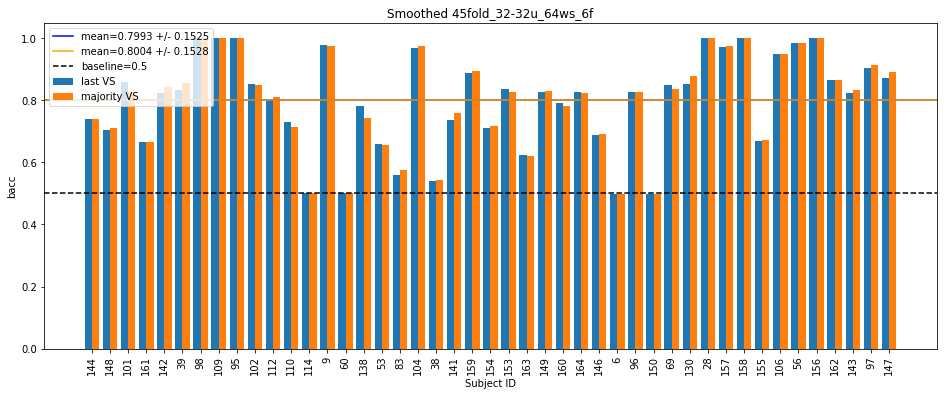 Smoothed 45fold_32-32u_64ws_6f
mean=0.7993 +/- 0.1525
mean=0.8004 +/- 0.1528
baseline=0.5
last VS
majority VS
1.0
0.8
0.6
0.4
0.2
0.0
bacc
144 148 101 161 142 39 98 109 95 102 112 110 114 9 60 138 53 83 104 38 141 159 154 153 163 149 160 164 146 6 96 150 69 130 28 157 158 155 106 56 156 162 143 97 147
Subject ID